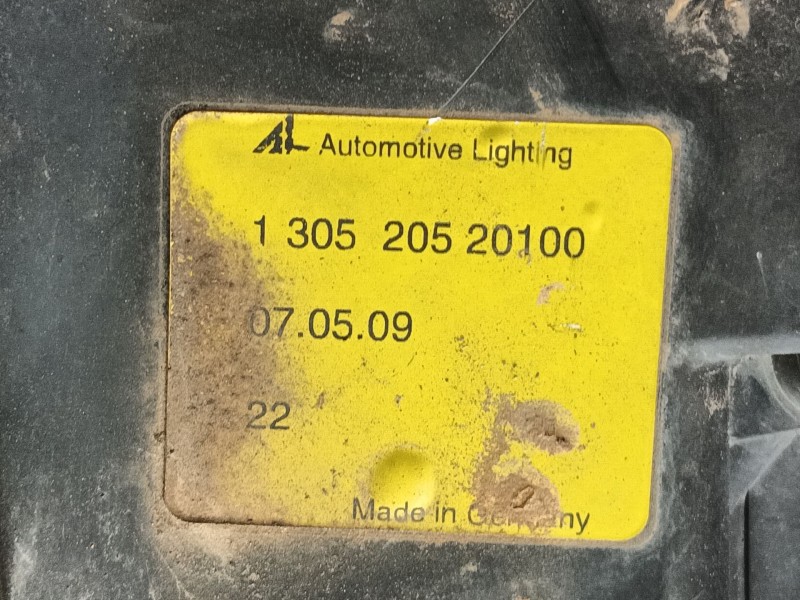 AL Automotive Lighting
1 305 205 20100
07.05.09
22
Made in Germany